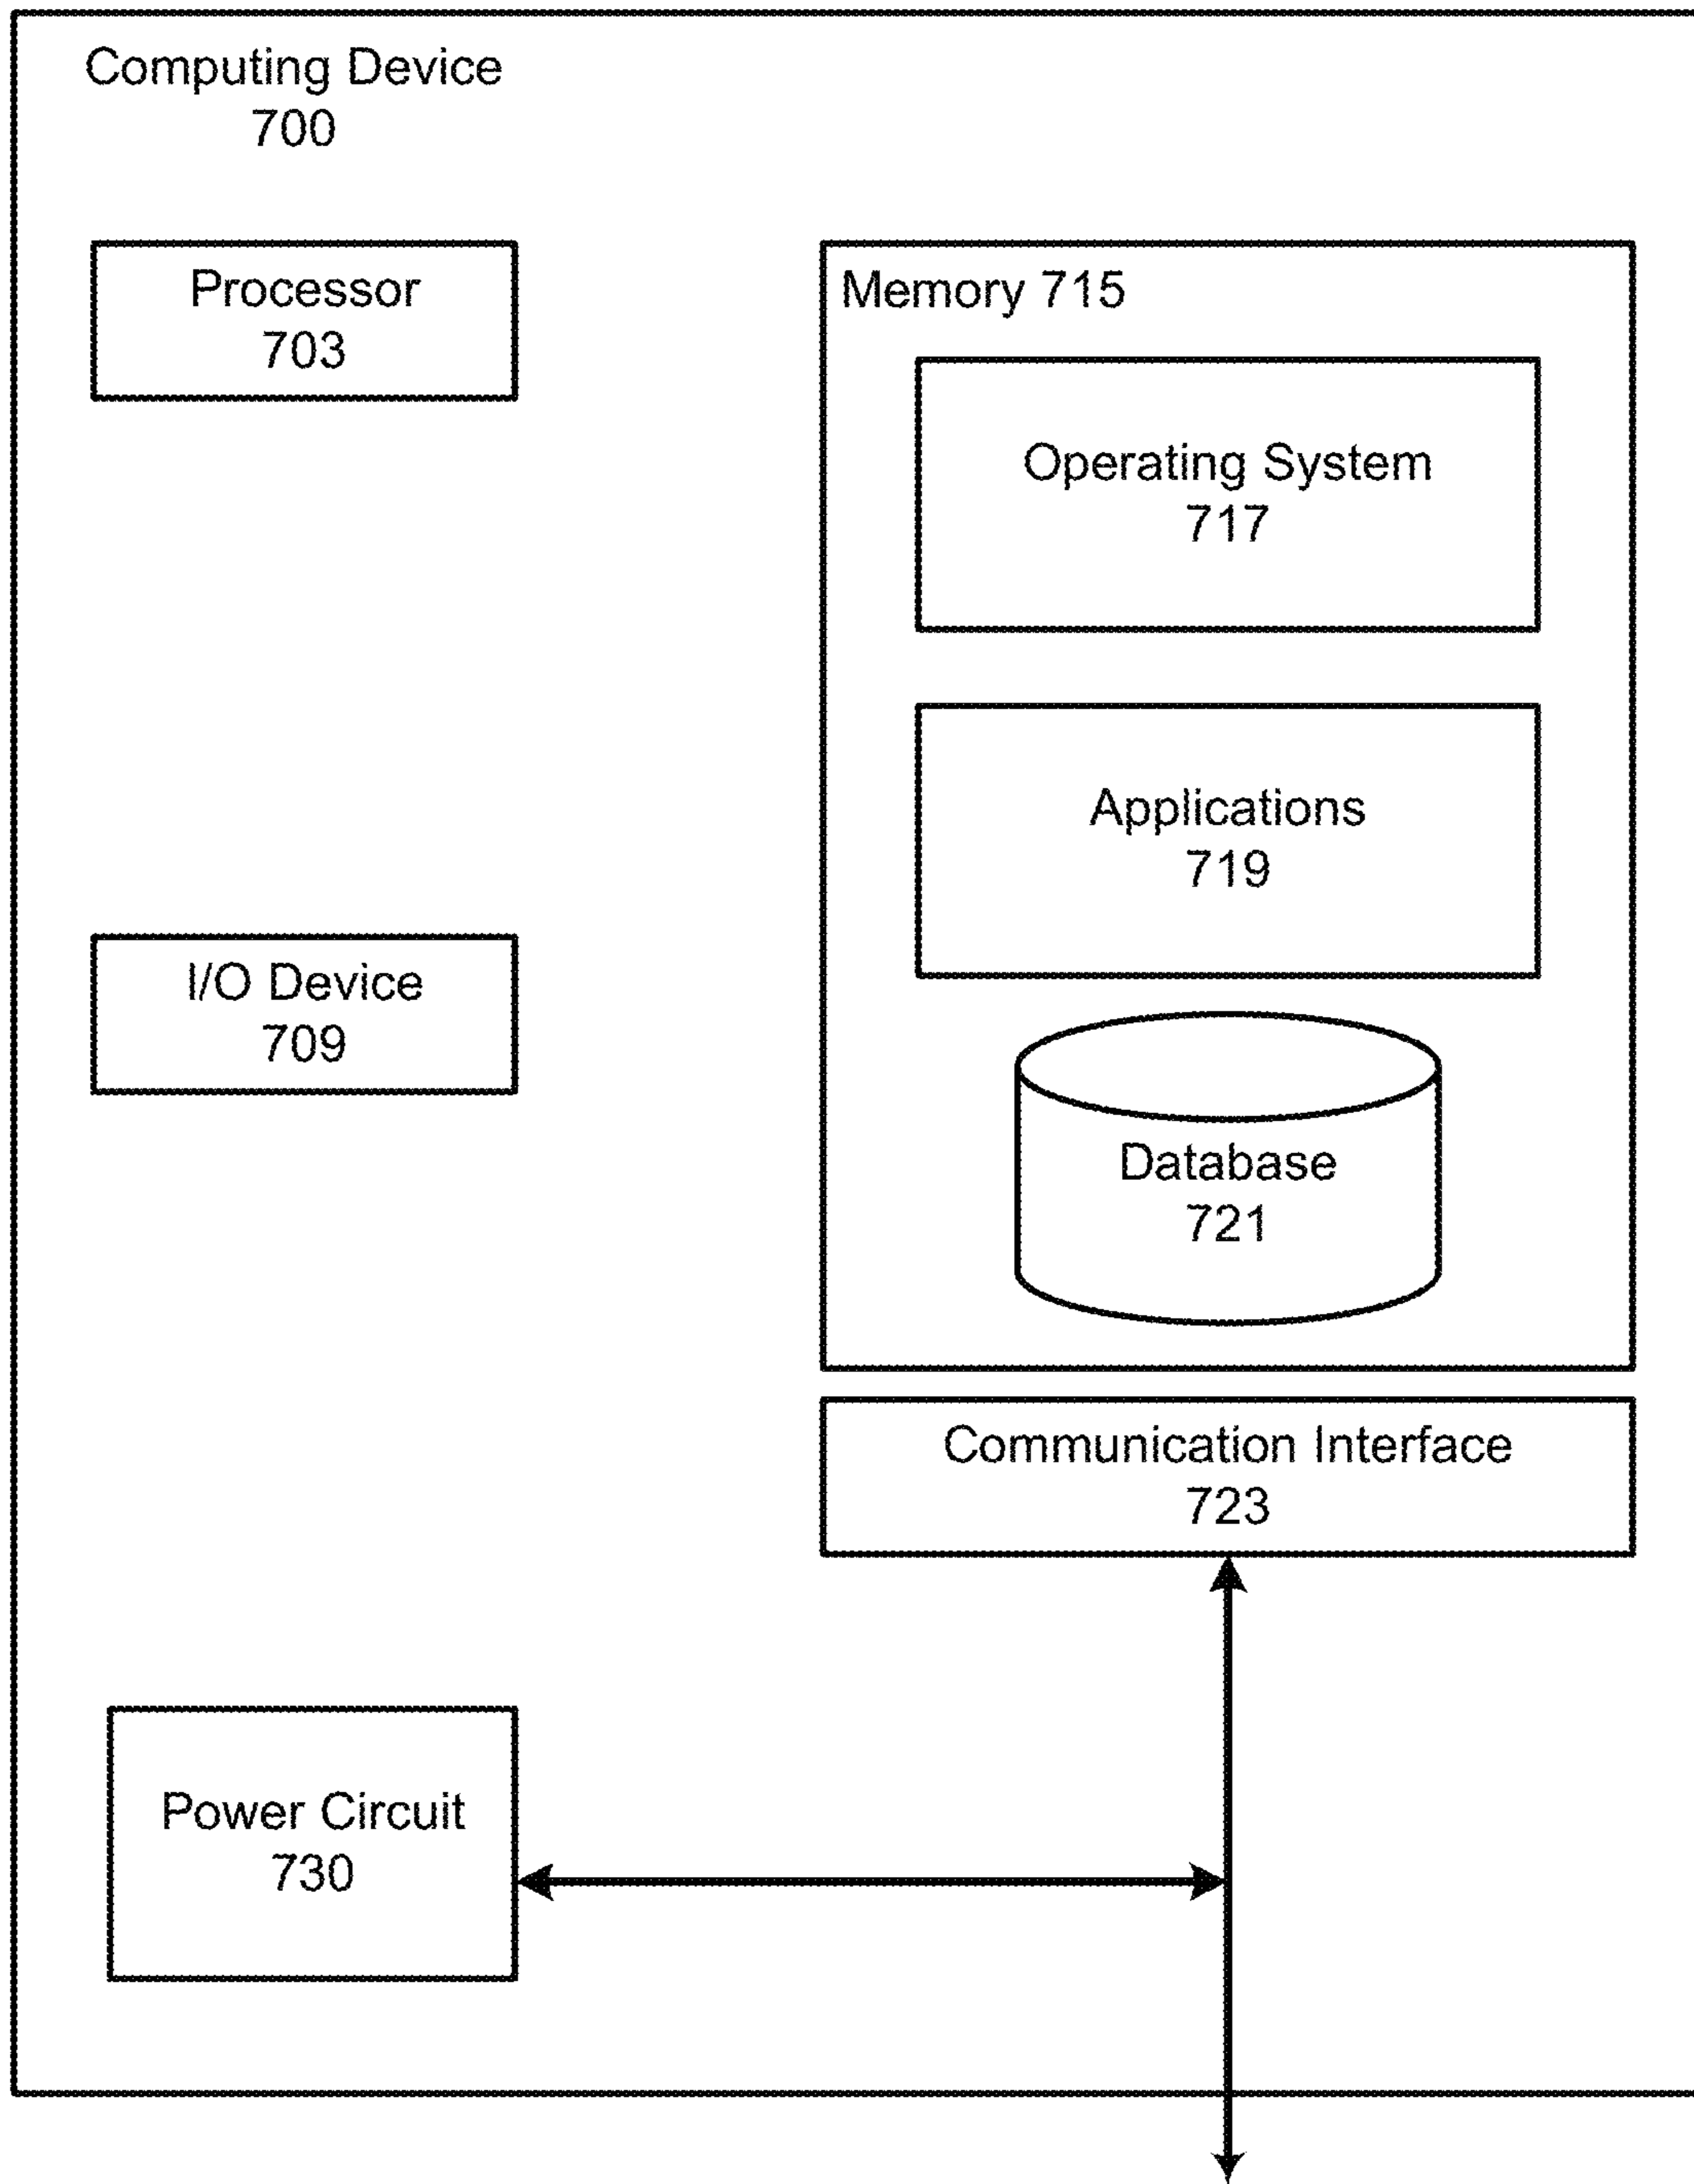 Computing Device
700
Processor
703
Memory 715
Operating System
717
Applications
719
I/O Device
709
Database
721
Communication Interface
723
Power Circuit
730